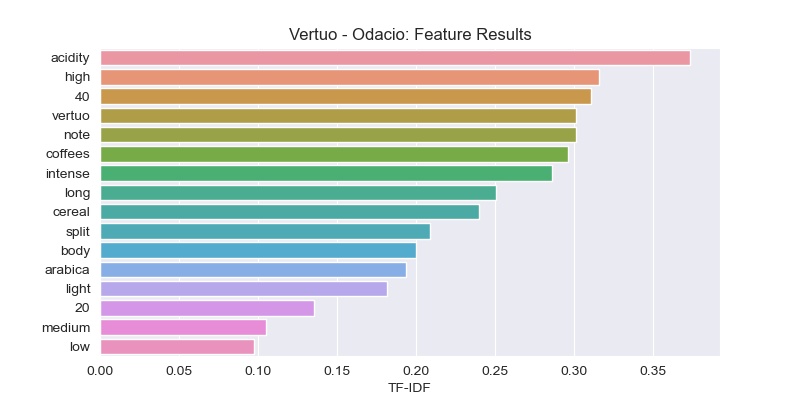 Vertuo - Odacio: Feature Results
acidity
high
40
vertuo
note
coffees
intense
long
cereal
split
body
arabica
light
20
medium
low
0.00 0.05 0.10 0.15 0.20 0.25 0.30 0.35
TF-IDF